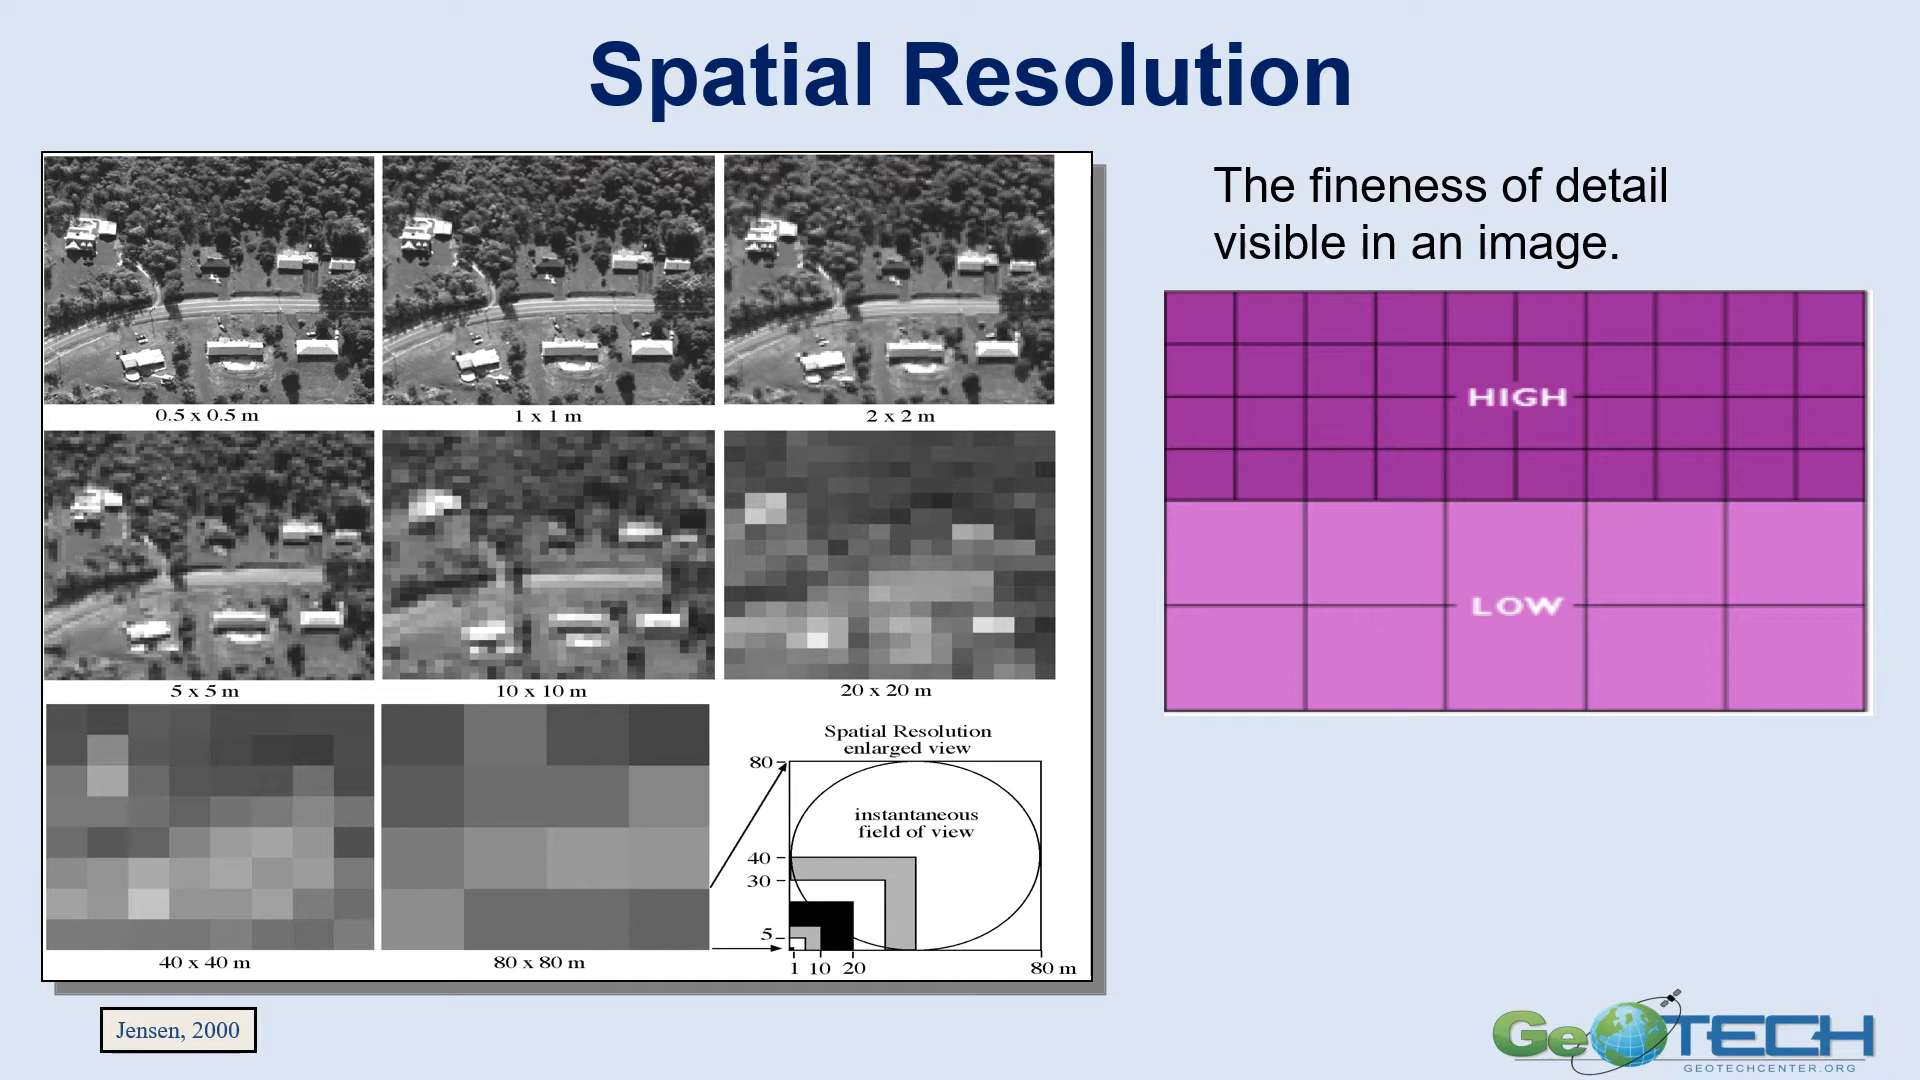 Spatial Resolution
The fineness of detail
visible in an image.
0.5 x 0.5 m
1 x 1 m
2 x 2 m
5 x 5 m
10 x 10 m
20 x 20 m
40 x 40 m
80 x 80 m
Spatial Resolution
enlarged view
80
instantaneous
field of view
40
30
5
1 10 20 80 m
HIGH
LOW
Jensen, 2000
GeoTECH
GEOTECHCENTER.ORG